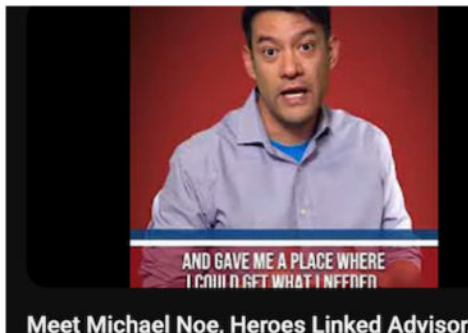 AND GAVE ME A PLACE WHERE
I COULD GET WHAT I NEEDED
Meet Michael Noe, Heroes Linked Advisor